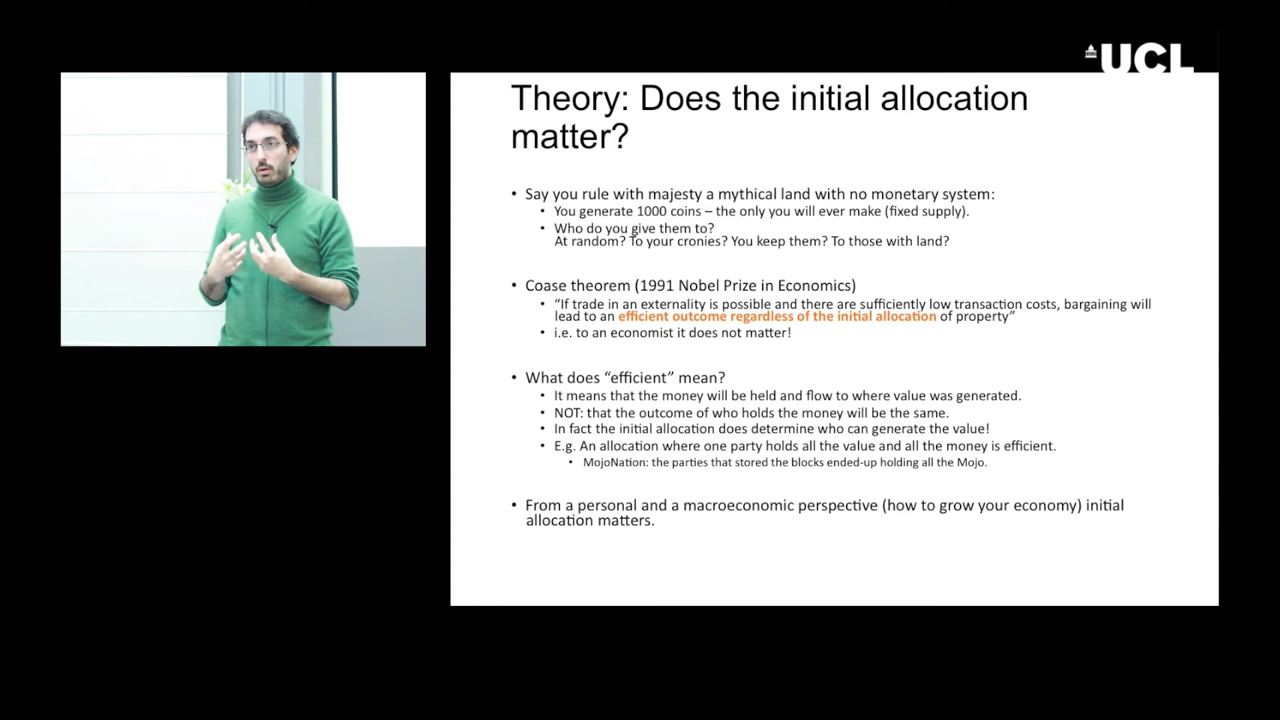 UCL
Theory: Does the initial allocation
matter?
• Say you rule with majesty a mythical land with no monetary system:
• You generate 1000 coins – the only you will ever make (fixed supply).
• Who do you give them to?
At random? To your cronies? You keep them? To those with land?
• Coase theorem (1991 Nobel Prize in Economics)
• “If trade in an externality is possible and there are sufficiently low transaction costs, bargaining will
lead to an efficient outcome regardless of the initial allocation of property”
• i.e. to an economist it does not matter!
• What does “efficient” mean?
• It means that the money will be held and flow to where value was generated.
• NOT: that the outcome of who holds the money will be the same.
• In fact the initial allocation does determine who can generate the value!
• E.g. An allocation where one party holds all the value and all the money is efficient.
• MojoNation: the parties that stored the blocks ended-up holding all the Mojo.
• From a personal and a macroeconomic perspective (how to grow your economy) initial
allocation matters.